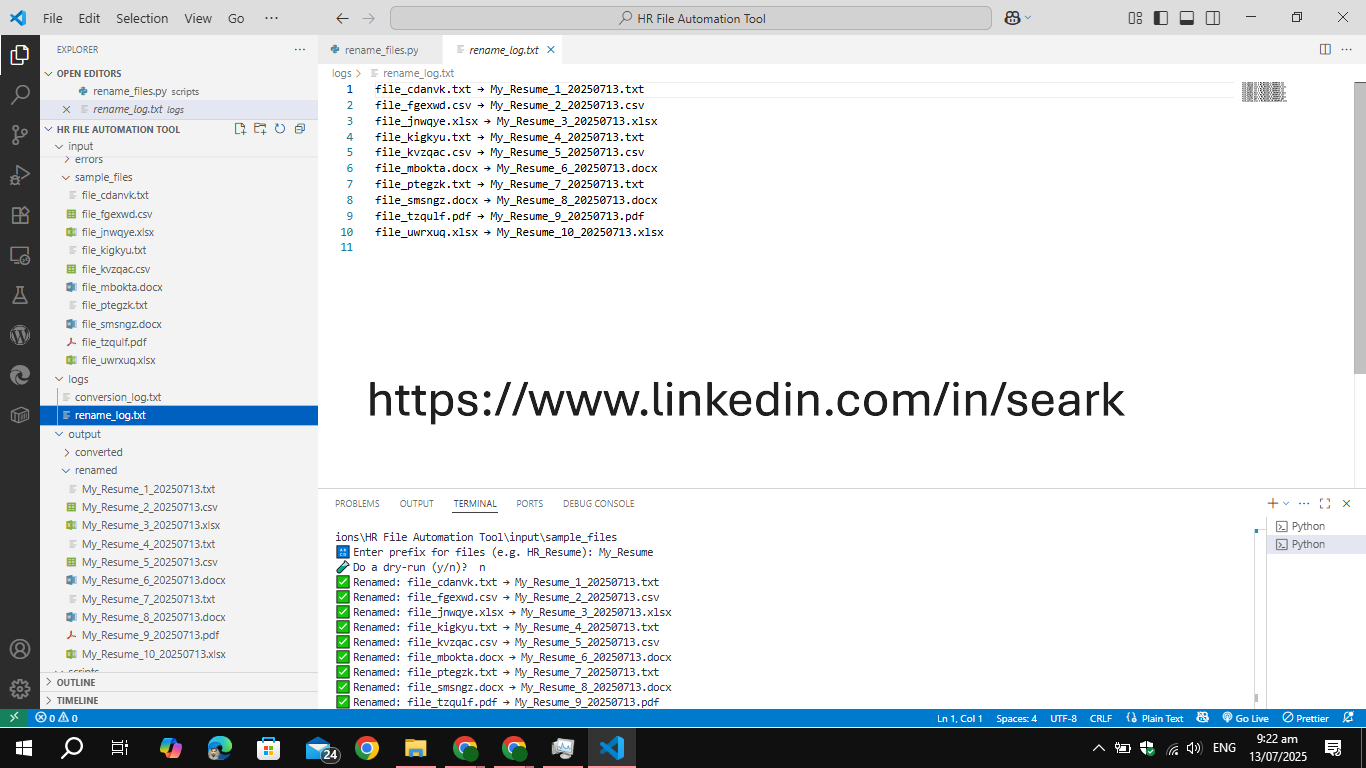 File Edit Selection View Go ··· HR File Automation Tool
EXPLORER ···
OPEN EDITORS
rename_files.py scripts
rename_log.txt logs
HR FILE AUTOMATION TOOL
input
errors
sample_files
file_cdanvk.txt
file_fgexwd.csv
file_jnwqye.xlsx
file_kigkyu.txt
file_kvzqac.csv
file_mbokta.docx
file_ptegzk.txt
file_smsngz.docx
file_tzqulf.pdf
file_uwrxuq.xlsx
logs
conversion_log.txt
rename_log.txt
output
converted
renamed
My_Resume_1_20250713.txt
My_Resume_2_20250713.csv
My_Resume_3_20250713.xlsx
My_Resume_4_20250713.txt
My_Resume_5_20250713.csv
My_Resume_6_20250713.docx
My_Resume_7_20250713.txt
My_Resume_8_20250713.docx
My_Resume_9_20250713.pdf
My_Resume_10_20250713.xlsx
scripts
OUTLINE
TIMELINE
rename_files.py rename_log.txt
logs > rename_log.txt
1 file_cdanvk.txt → My_Resume_1_20250713.txt
2 file_fgexwd.csv → My_Resume_2_20250713.csv
3 file_jnwqye.xlsx → My_Resume_3_20250713.xlsx
4 file_kigkyu.txt → My_Resume_4_20250713.txt
5 file_kvzqac.csv → My_Resume_5_20250713.csv
6 file_mbokta.docx → My_Resume_6_20250713.docx
7 file_ptegzk.txt → My_Resume_7_20250713.txt
8 file_smsngz.docx → My_Resume_8_20250713.docx
9 file_tzqulf.pdf → My_Resume_9_20250713.pdf
10 file_uwrxuq.xlsx → My_Resume_10_20250713.xlsx
11
https://www.linkedin.com/in/seark
PROBLEMS OUTPUT TERMINAL PORTS DEBUG CONSOLE
ions\HR File Automation Tool\input\sample_files
🔠 Enter prefix for files (e.g. HR_Resume): My_Resume
🧪 Do a dry-run (y/n)? n
✅ Renamed: file_cdanvk.txt → My_Resume_1_20250713.txt
✅ Renamed: file_fgexwd.csv → My_Resume_2_20250713.csv
✅ Renamed: file_jnwqye.xlsx → My_Resume_3_20250713.xlsx
✅ Renamed: file_kigkyu.txt → My_Resume_4_20250713.txt
✅ Renamed: file_kvzqac.csv → My_Resume_5_20250713.csv
✅ Renamed: file_mbokta.docx → My_Resume_6_20250713.docx
✅ Renamed: file_ptegzk.txt → My_Resume_7_20250713.txt
✅ Renamed: file_smsngz.docx → My_Resume_8_20250713.docx
✅ Renamed: file_tzqulf.pdf → My_Resume_9_20250713.pdf
Python
Python
0 0 Ln 1, Col 1 Spaces: 4 UTF-8 CRLF Plain Text Go Live Prettier
24 ENG 9:22 am
13/07/2025